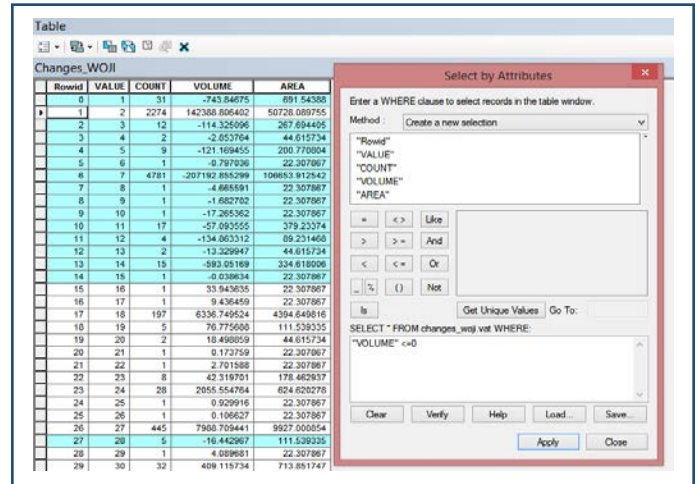 Table
Changes_WOJI
Rowid VALUE COUNT VOLUME AREA
0 1 31 -743.84675 691.54388
1 2 2274 142388.806402 50728.089755
2 3 12 -114.325096 267.694405
3 4 2 -2.053764 44.615734
4 5 9 -121.169455 200.770804
5 6 1 -0.797036 22.307867
6 7 4781 -207192.855299 106653.912542
7 8 1 -4.665591 22.307867
8 9 1 -1.682702 22.307867
9 10 1 -17.265362 22.307867
10 11 17 -57.093555 379.23374
11 12 4 -134.063312 89.231468
12 13 2 -13.329947 44.615734
13 14 15 -593.05169 334.618006
14 15 1 -0.038634 22.307867
15 16 1 33.943635 22.307867
16 17 1 9.436459 22.307867
17 18 197 6336.749524 4394.649816
18 19 5 76.775688 111.539335
19 20 2 18.498859 44.615734
20 21 1 0.173759 22.307867
21 22 1 2.701588 22.307867
22 23 8 42.319701 178.462937
23 24 28 2055.554764 624.620278
24 25 1 0.929916 22.307867
25 26 1 0.106627 22.307867
26 27 445 7988.709441 9927.000854
27 28 5 -16.442967 111.539335
28 29 1 4.089681 22.307867
29 30 32 409.115734 713.851747
Select by Attributes
Enter a WHERE clause to select records in the table window.
Method : Create a new selection
"Rowid"
"VALUE"
"COUNT"
"VOLUME"
"AREA"
= < > Like
> > = And
< < = Or
_ % () Not
Is Get Unique Values Go To:
SELECT * FROM changes_woji.vat WHERE:
"VOLUME" <=0
Clear Verify Help Load... Save...
Apply Close